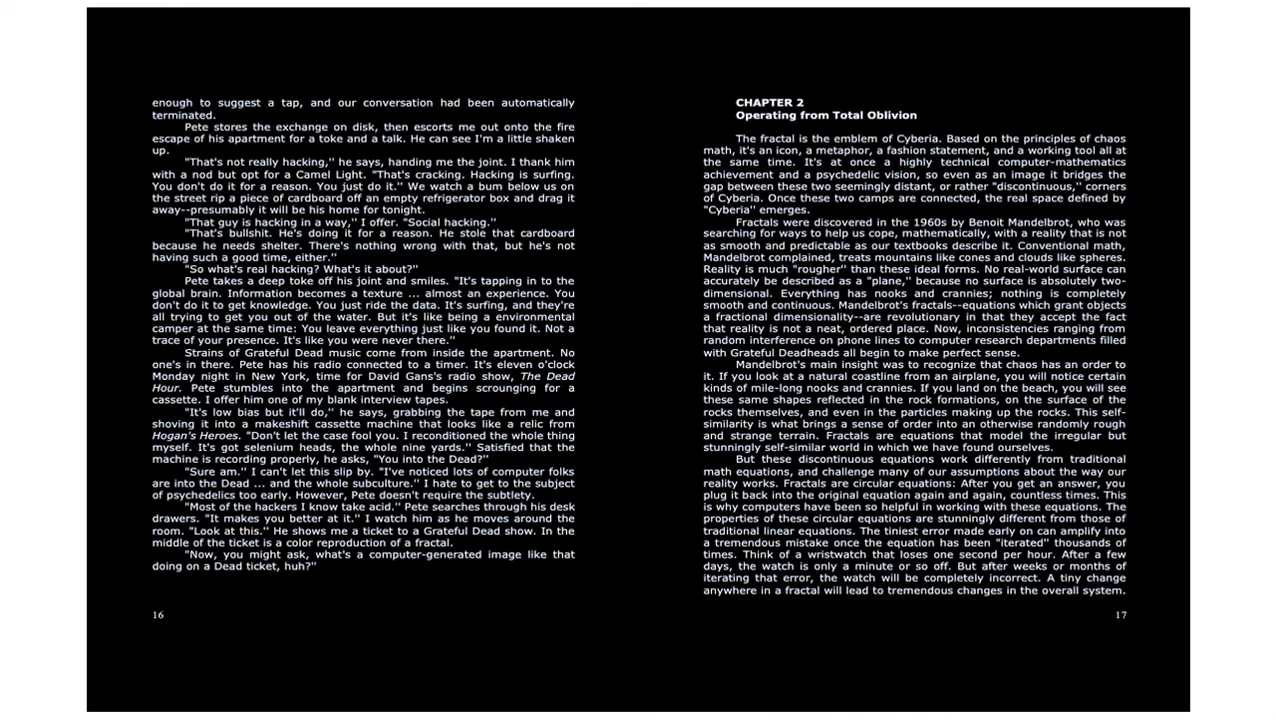 enough to suggest a tap, and our conversation had been automatically
terminated.
Pete stores the exchange on disk, then escorts me out onto the fire
escape of his apartment for a toke and a talk. He can see I'm a little shaken
up.
"That's not really hacking,'' he says, handing me the joint. I thank him
with a nod but opt for a Camel Light. "That's cracking. Hacking is surfing.
You don't do it for a reason. You just do it.'' We watch a bum below us on
the street rip a piece of cardboard off an empty refrigerator box and drag it
away--presumably it will be his home for tonight.
"That guy is hacking in a way,'' I offer. "Social hacking.''
"That's bullshit. He's doing it for a reason. He stole that cardboard
because he needs shelter. There's nothing wrong with that, but he's not
having such a good time, either.''
"So what's real hacking? What's it about?''
Pete takes a deep toke off his joint and smiles. "It's tapping in to the
global brain. Information becomes a texture ... almost an experience. You
don't do it to get knowledge. You just ride the data. It's surfing, and they're
all trying to get you out of the water. But it's like being a environmental
camper at the same time: You leave everything just like you found it. Not a
trace of your presence. It's like you were never there.''
Strains of Grateful Dead music come from inside the apartment. No
one's in there. Pete has his radio connected to a timer. It's eleven o'clock
Monday night in New York, time for David Gans's radio show, The Dead
Hour. Pete stumbles into the apartment and begins scrounging for a
cassette. I offer him one of my blank interview tapes.
"It's low bias but it'll do,'' he says, grabbing the tape from me and
shoving it into a makeshift cassette machine that looks like a relic from
Hogan's Heroes. "Don't let the case fool you. I reconditioned the whole thing
myself. It's got selenium heads, the whole nine yards.'' Satisfied that the
machine is recording properly, he asks, "You into the Dead?''
"Sure am.'' I can't let this slip by. "I've noticed lots of computer folks
are into the Dead ... and the whole subculture.'' I hate to get to the subject
of psychedelics too early. However, Pete doesn't require the subtlety.
"Most of the hackers I know take acid.'' Pete searches through his desk
drawers. "It makes you better at it.'' I watch him as he moves around the
room. "Look at this.'' He shows me a ticket to a Grateful Dead show. In the
middle of the ticket is a color reproduction of a fractal.
"Now, you might ask, what's a computer-generated image like that
doing on a Dead ticket, huh?''
16
CHAPTER 2
Operating from Total Oblivion
The fractal is the emblem of Cyberia. Based on the principles of chaos
math, it's an icon, a metaphor, a fashion statement, and a working tool all at
the same time. It's at once a highly technical computer-mathematics
achievement and a psychedelic vision, so even as an image it bridges the
gap between these two seemingly distant, or rather "discontinuous,'' corners
of Cyberia. Once these two camps are connected, the real space defined by
"Cyberia'' emerges.
Fractals were discovered in the 1960s by Benoit Mandelbrot, who was
searching for ways to help us cope, mathematically, with a reality that is not
as smooth and predictable as our textbooks describe it. Conventional math,
Mandelbrot complained, treats mountains like cones and clouds like spheres.
Reality is much "rougher'' than these ideal forms. No real-world surface can
accurately be described as a "plane,'' because no surface is absolutely two-
dimensional. Everything has nooks and crannies; nothing is completely
smooth and continuous. Mandelbrot's fractals--equations which grant objects
a fractional dimensionality--are revolutionary in that they accept the fact
that reality is not a neat, ordered place. Now, inconsistencies ranging from
random interference on phone lines to computer research departments filled
with Grateful Deadheads all begin to make perfect sense.
Mandelbrot's main insight was to recognize that chaos has an order to
it. If you look at a natural coastline from an airplane, you will notice certain
kinds of mile-long nooks and crannies. If you land on the beach, you will see
these same shapes reflected in the rock formations, on the surface of the
rocks themselves, and even in the particles making up the rocks. This self-
similarity is what brings a sense of order into an otherwise randomly rough
and strange terrain. Fractals are equations that model the irregular but
stunningly self-similar world in which we have found ourselves.
But these discontinuous equations work differently from traditional
math equations, and challenge many of our assumptions about the way our
reality works. Fractals are circular equations: After you get an answer, you
plug it back into the original equation again and again, countless times. This
is why computers have been so helpful in working with these equations. The
properties of these circular equations are stunningly different from those of
traditional linear equations. The tiniest error made early on can amplify into
a tremendous mistake once the equation has been "iterated'' thousands of
times. Think of a wristwatch that loses one second per hour. After a few
days, the watch is only a minute or so off. But after weeks or months of
iterating that error, the watch will be completely incorrect. A tiny change
anywhere in a fractal will lead to tremendous changes in the overall system.
17